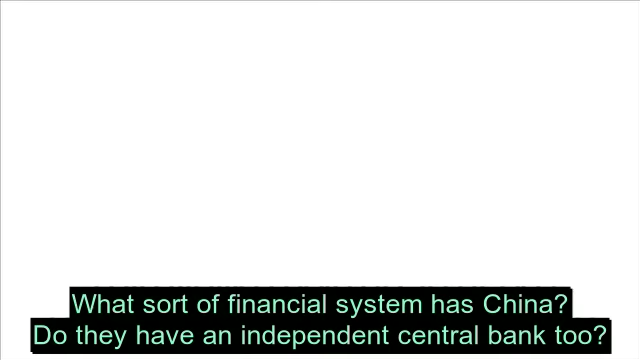 What sort of financial system has China?
Do they have an independent central bank too?